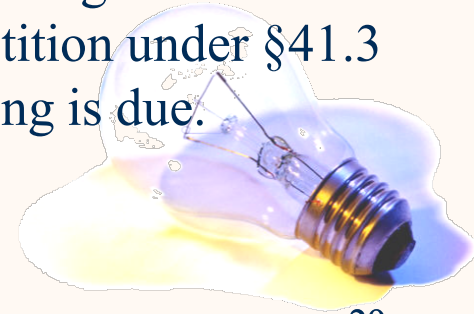 tition under §41.3
ng is due.